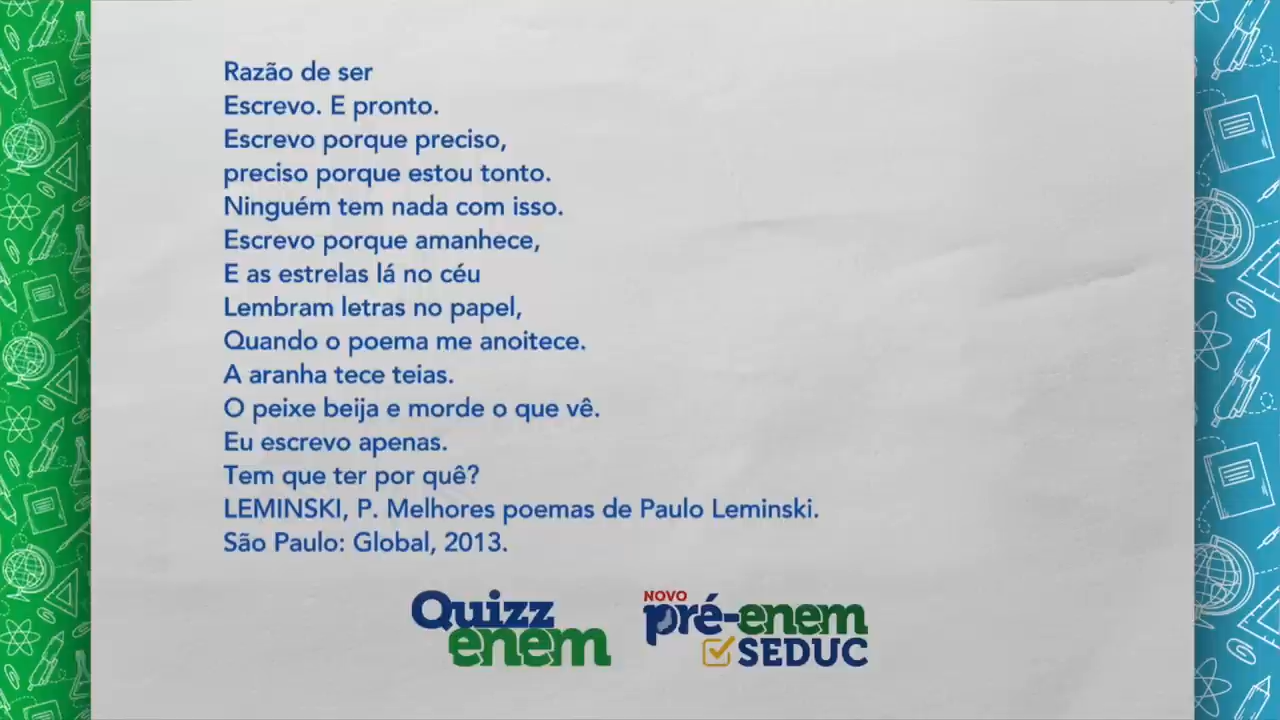 Razão de ser
Escrevo. E pronto.
Escrevo porque preciso,
preciso porque estou tonto.
Ninguém tem nada com isso.
Escrevo porque amanhece,
E as estrelas lá no céu
Lembram letras no papel,
Quando o poema me anoitece.
A aranha tece teias.
O peixe beija e morde o que vê.
Eu escrevo apenas.
Tem que ter por quê?
LEMINSKI, P. Melhores poemas de Paulo Leminski.
São Paulo: Global, 2013.
Quizz
enem
NOVO
pré-enem
SEDUC